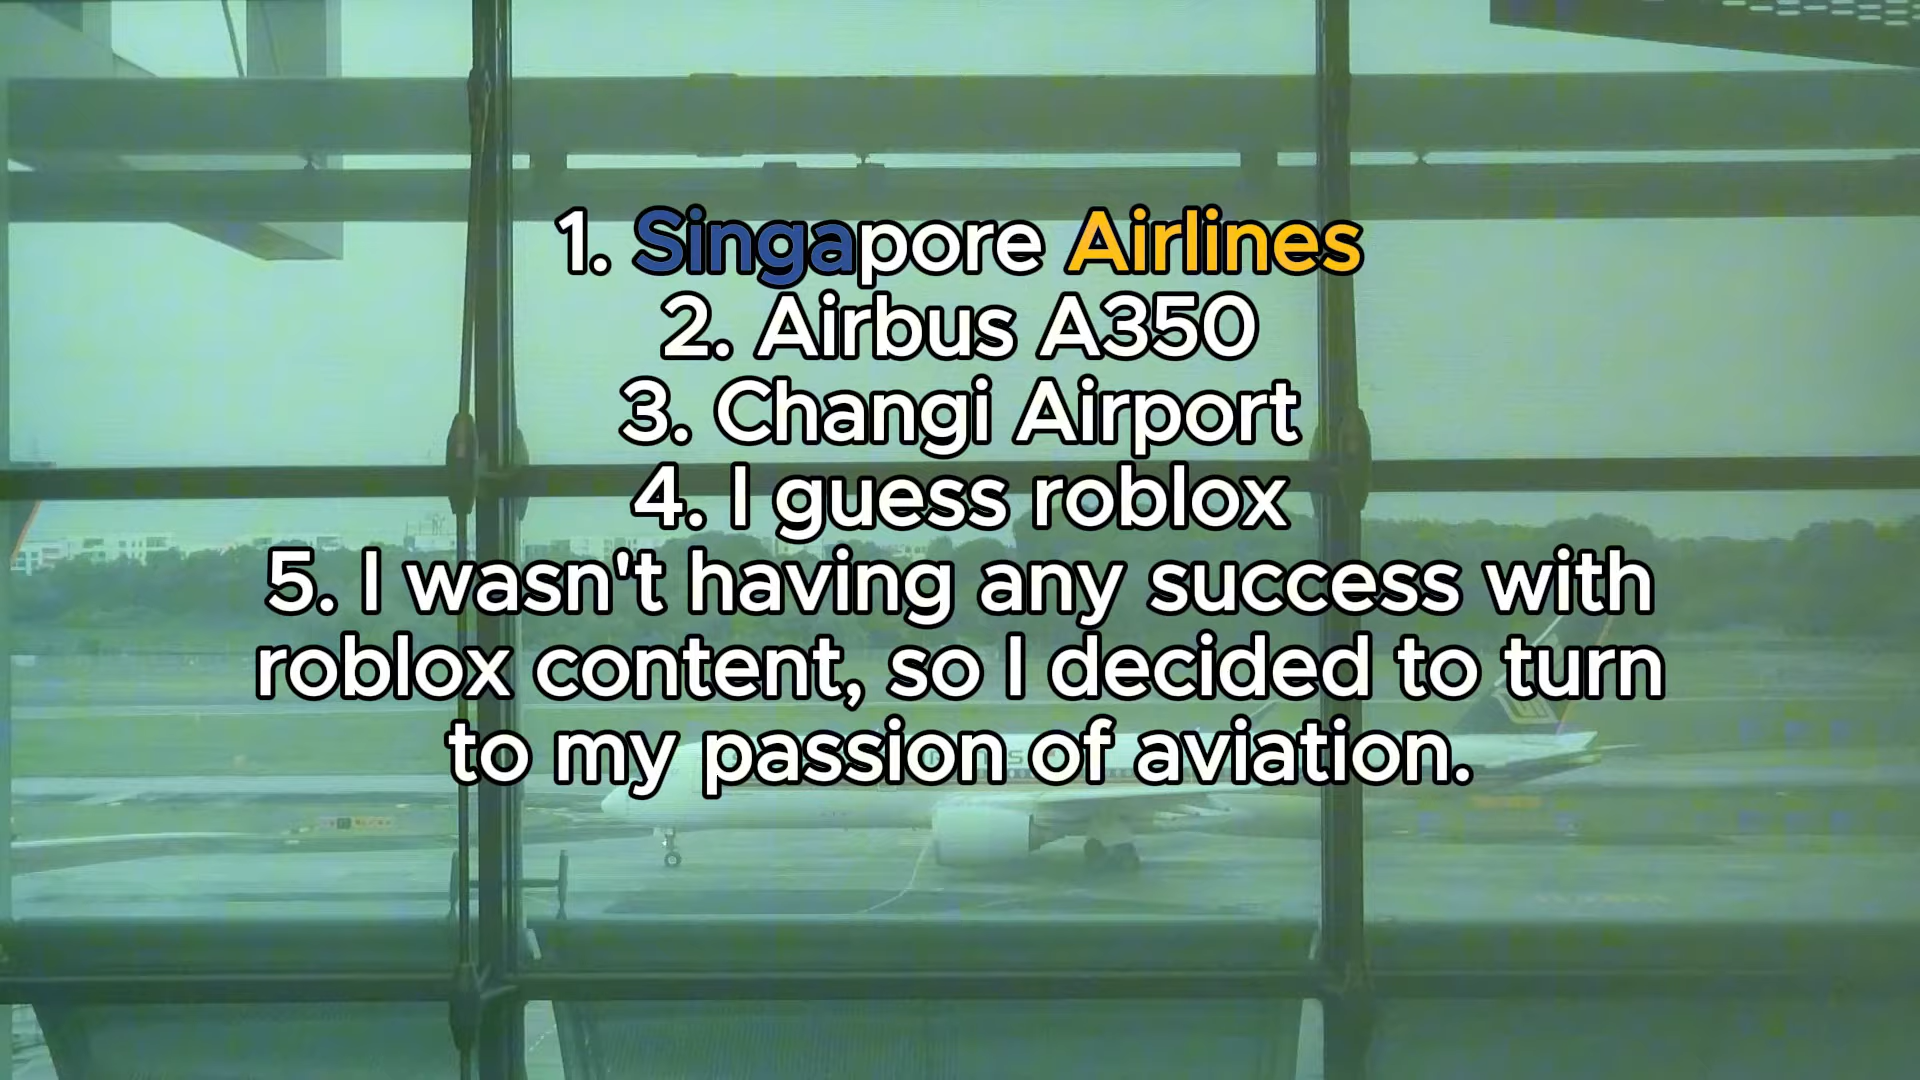 1. Singapore Airlines
2. Airbus A350
3. Changi Airport
4. I guess roblox
5. I wasn't having any success with
roblox content, so I decided to turn
to my passion of aviation.